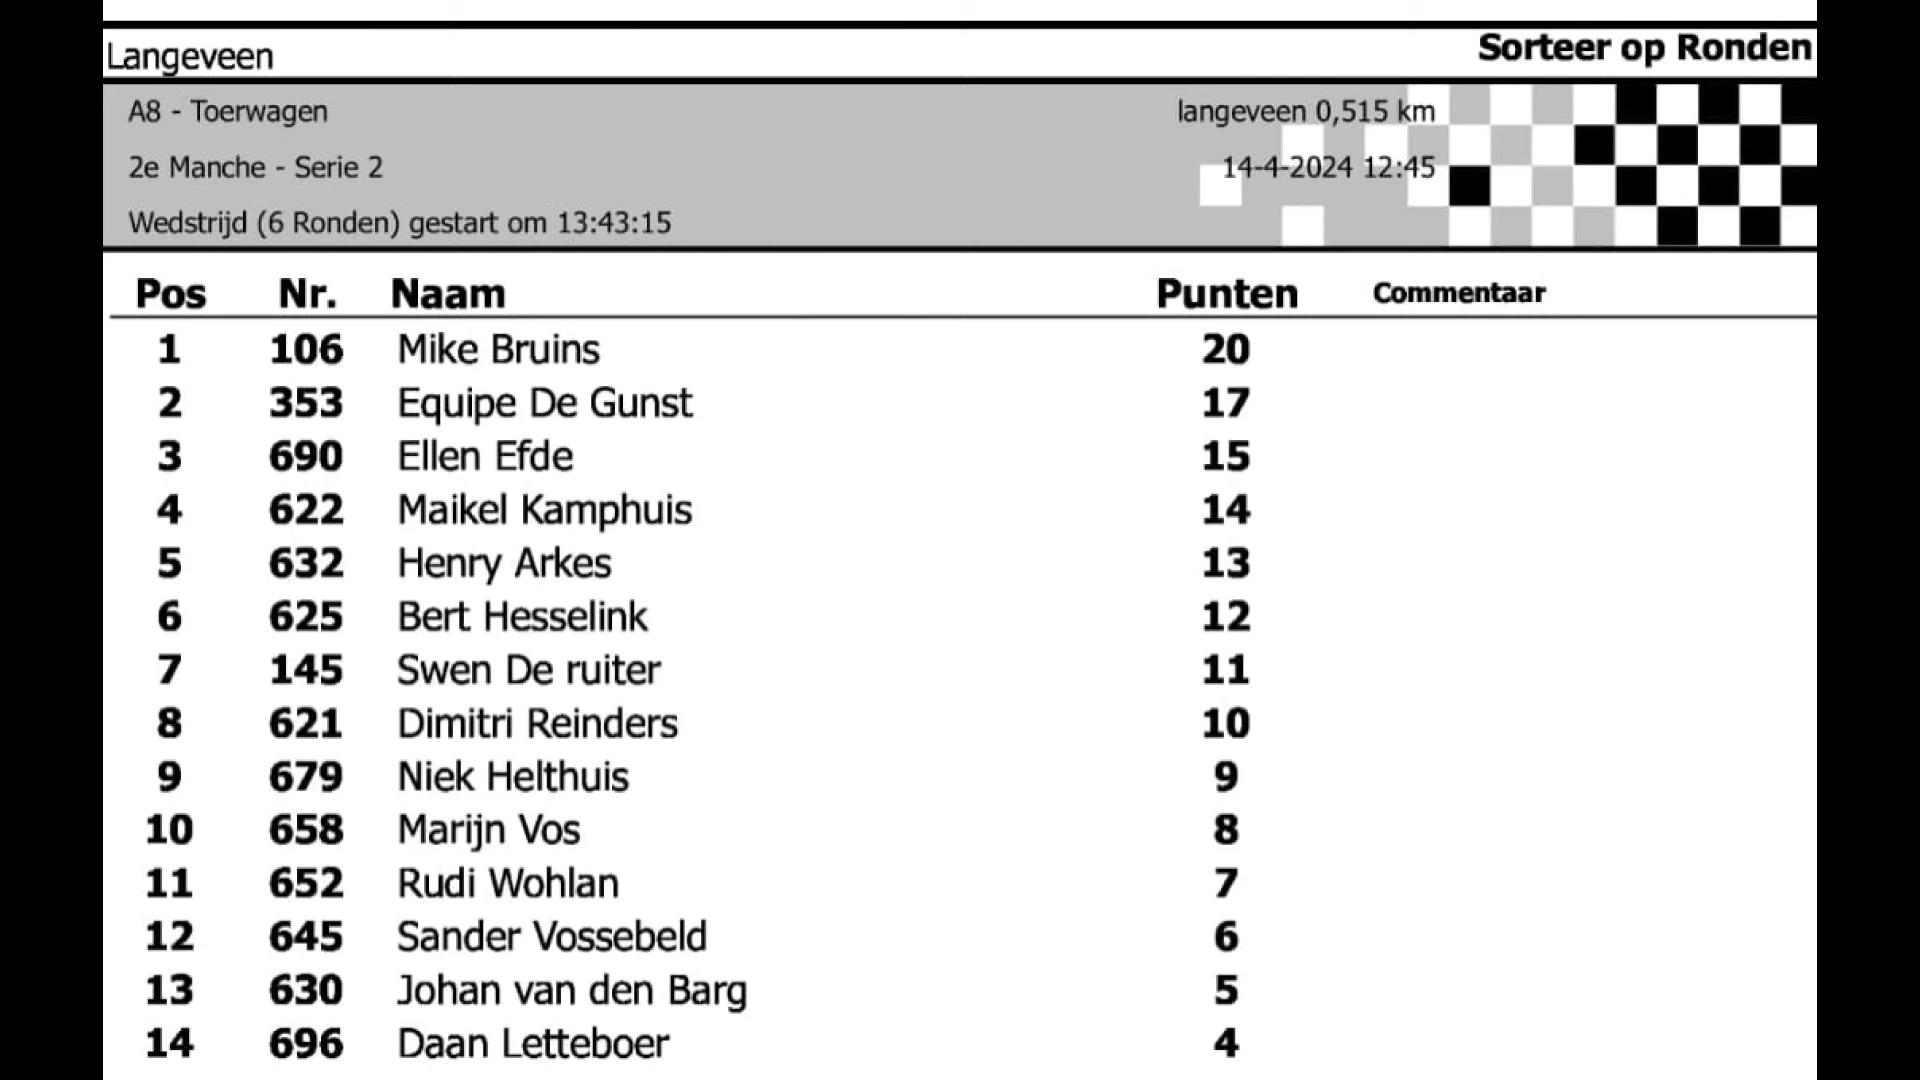 Langeveen
Sorteer op Ronden
A8 - Toerwagen
langeveen 0,515 km
2e Manche - Serie 2
14-4-2024 12:45
Wedstrijd (6 Ronden) gestart om 13:43:15
Pos Nr. Naam Punten Commentaar
1 106 Mike Bruins 20
2 353 Equipe De Gunst 17
3 690 Ellen Efde 15
4 622 Maikel Kamphuis 14
5 632 Henry Arkes 13
6 625 Bert Hesselink 12
7 145 Swen De ruiter 11
8 621 Dimitri Reinders 10
9 679 Niek Helthuis 9
10 658 Marijn Vos 8
11 652 Rudi Wohlan 7
12 645 Sander Vossebeld 6
13 630 Johan van den Barg 5
14 696 Daan Letteboer 4